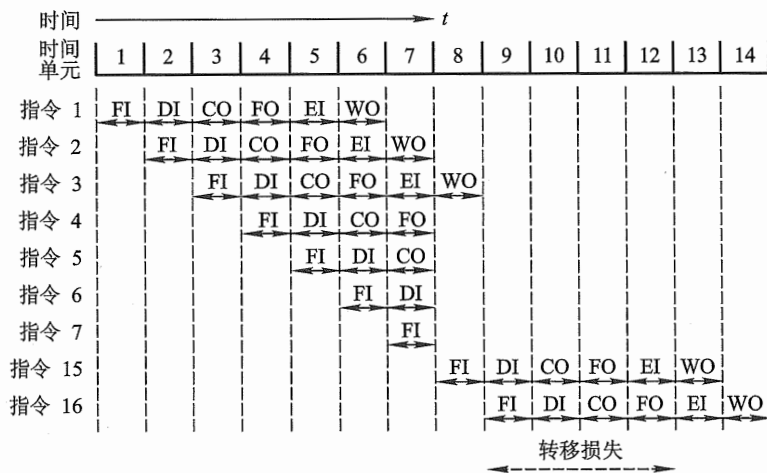 时间 t
时间单元 1 2 3 4 5 6 7 8 9 10 11 12 13 14
指令 1 FI DI CO FO EI WO
指令 2 FI DI CO FO EI WO
指令 3 FI DI CO FO EI WO
指令 4 FI DI CO FO
指令 5 FI DI CO
指令 6 FI DI
指令 7 FI
指令 15 FI DI CO FO EI WO
指令 16 FI DI CO FO EI WO
转移损失